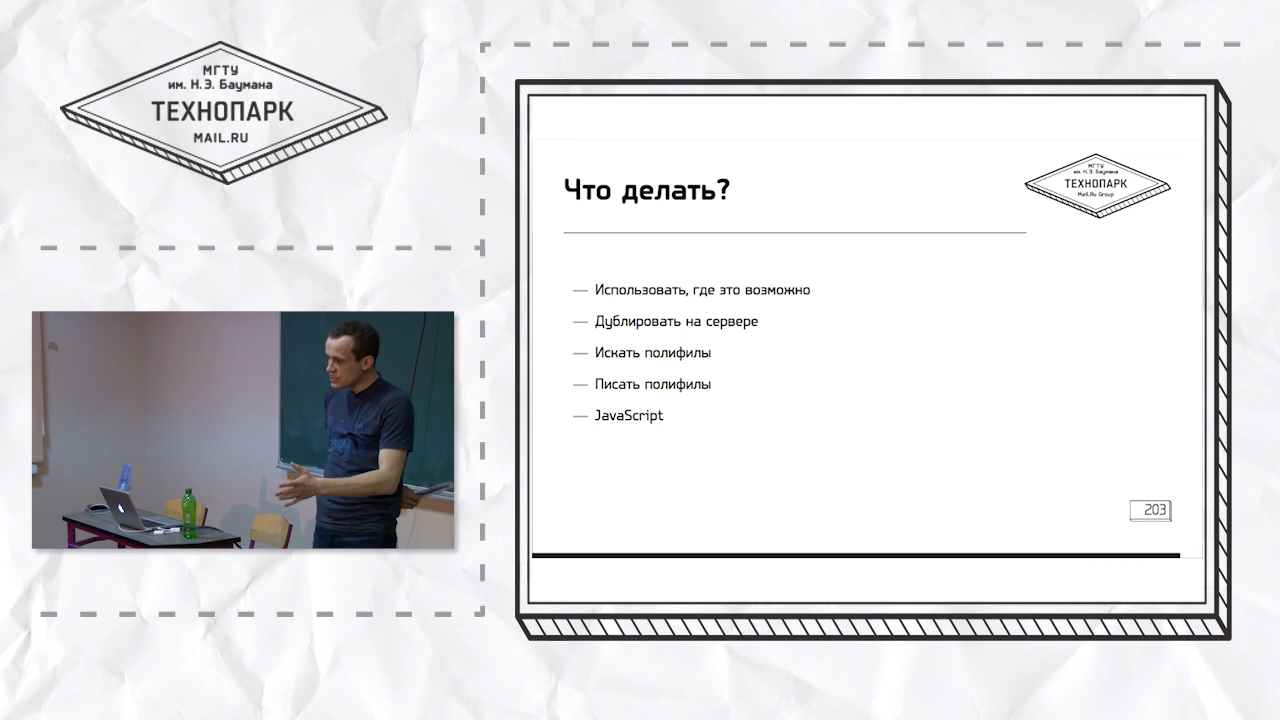 МГТУ
им. Н.Э. Баумана
ТЕХНОПАРК
MAIL.RU
Что делать?
МГТУ
им. Н.Э. Баумана
ТЕХНОПАРК
Mail.Ru Group
— Использовать, где это возможно
— Дублировать на сервере
— Искать полифилы
— Писать полифилы
— JavaScript
203